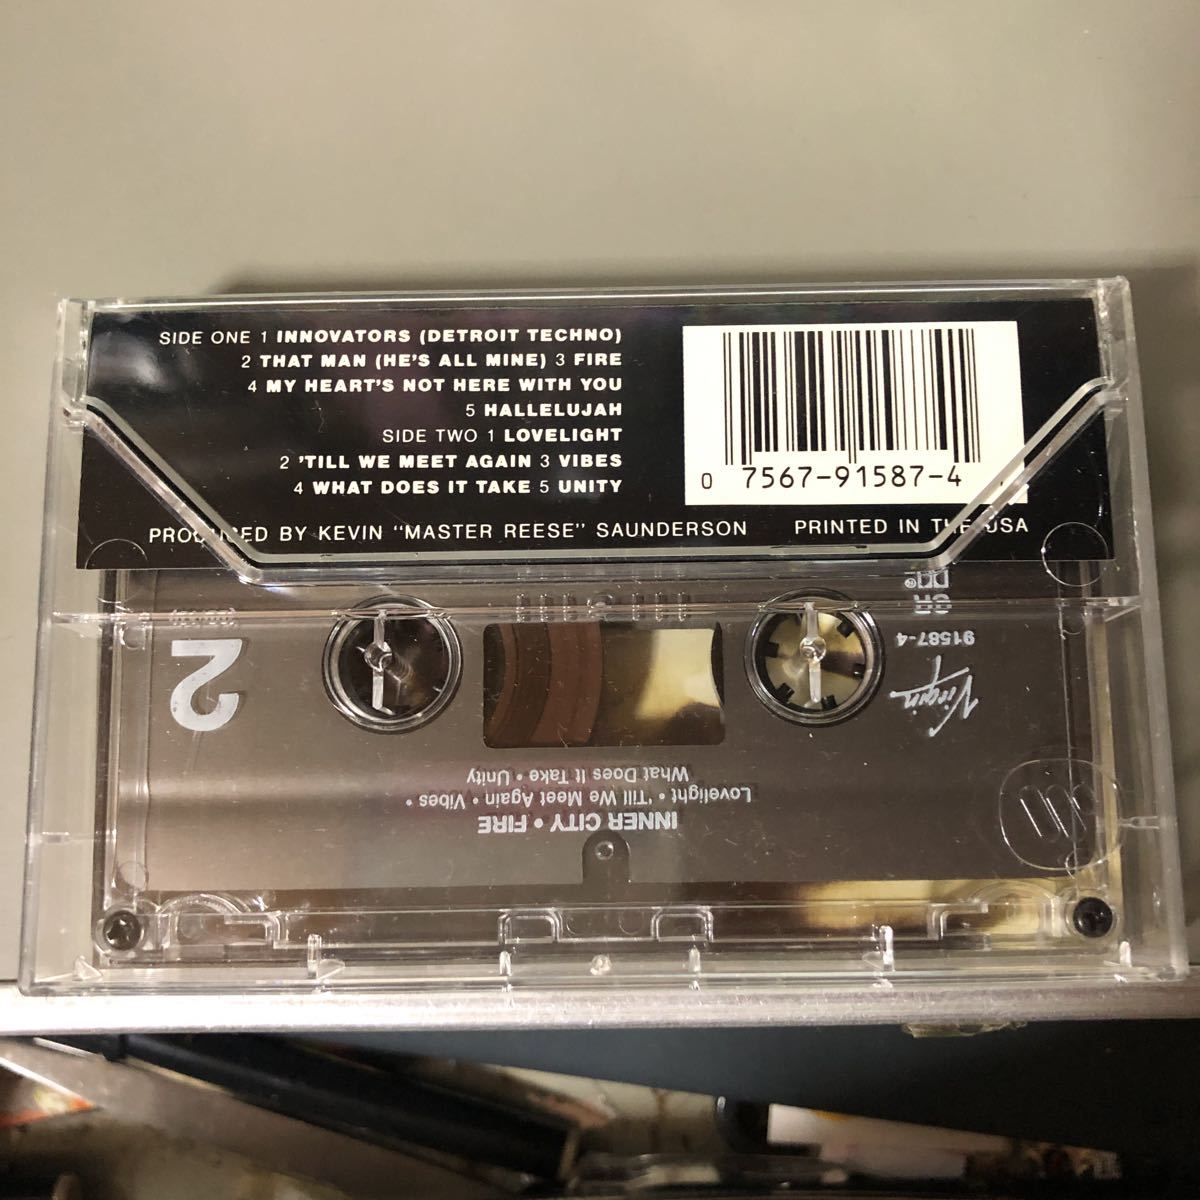 SIDE ONE 1 INNOVATORS (DETROIT TECHNO)
2 THAT MAN (HE'S ALL MINE) 3 FIRE
4 MY HEART'S NOT HERE WITH YOU
5 HALLELUJAH
SIDE TWO 1 LOVELIGHT
2 'TILL WE MEET AGAIN 3 VIBES
4 WHAT DOES IT TAKE 5 UNITY
0 7567-91587-4
PRODUCED BY KEVIN "MASTER REESE" SAUNDERSON PRINTED IN THE USA
2
INNER CITY • FIRE
Lovelight • 'Till We Meet Again • Vibes •
What Does It Take • Unity
Virgin
91587-4